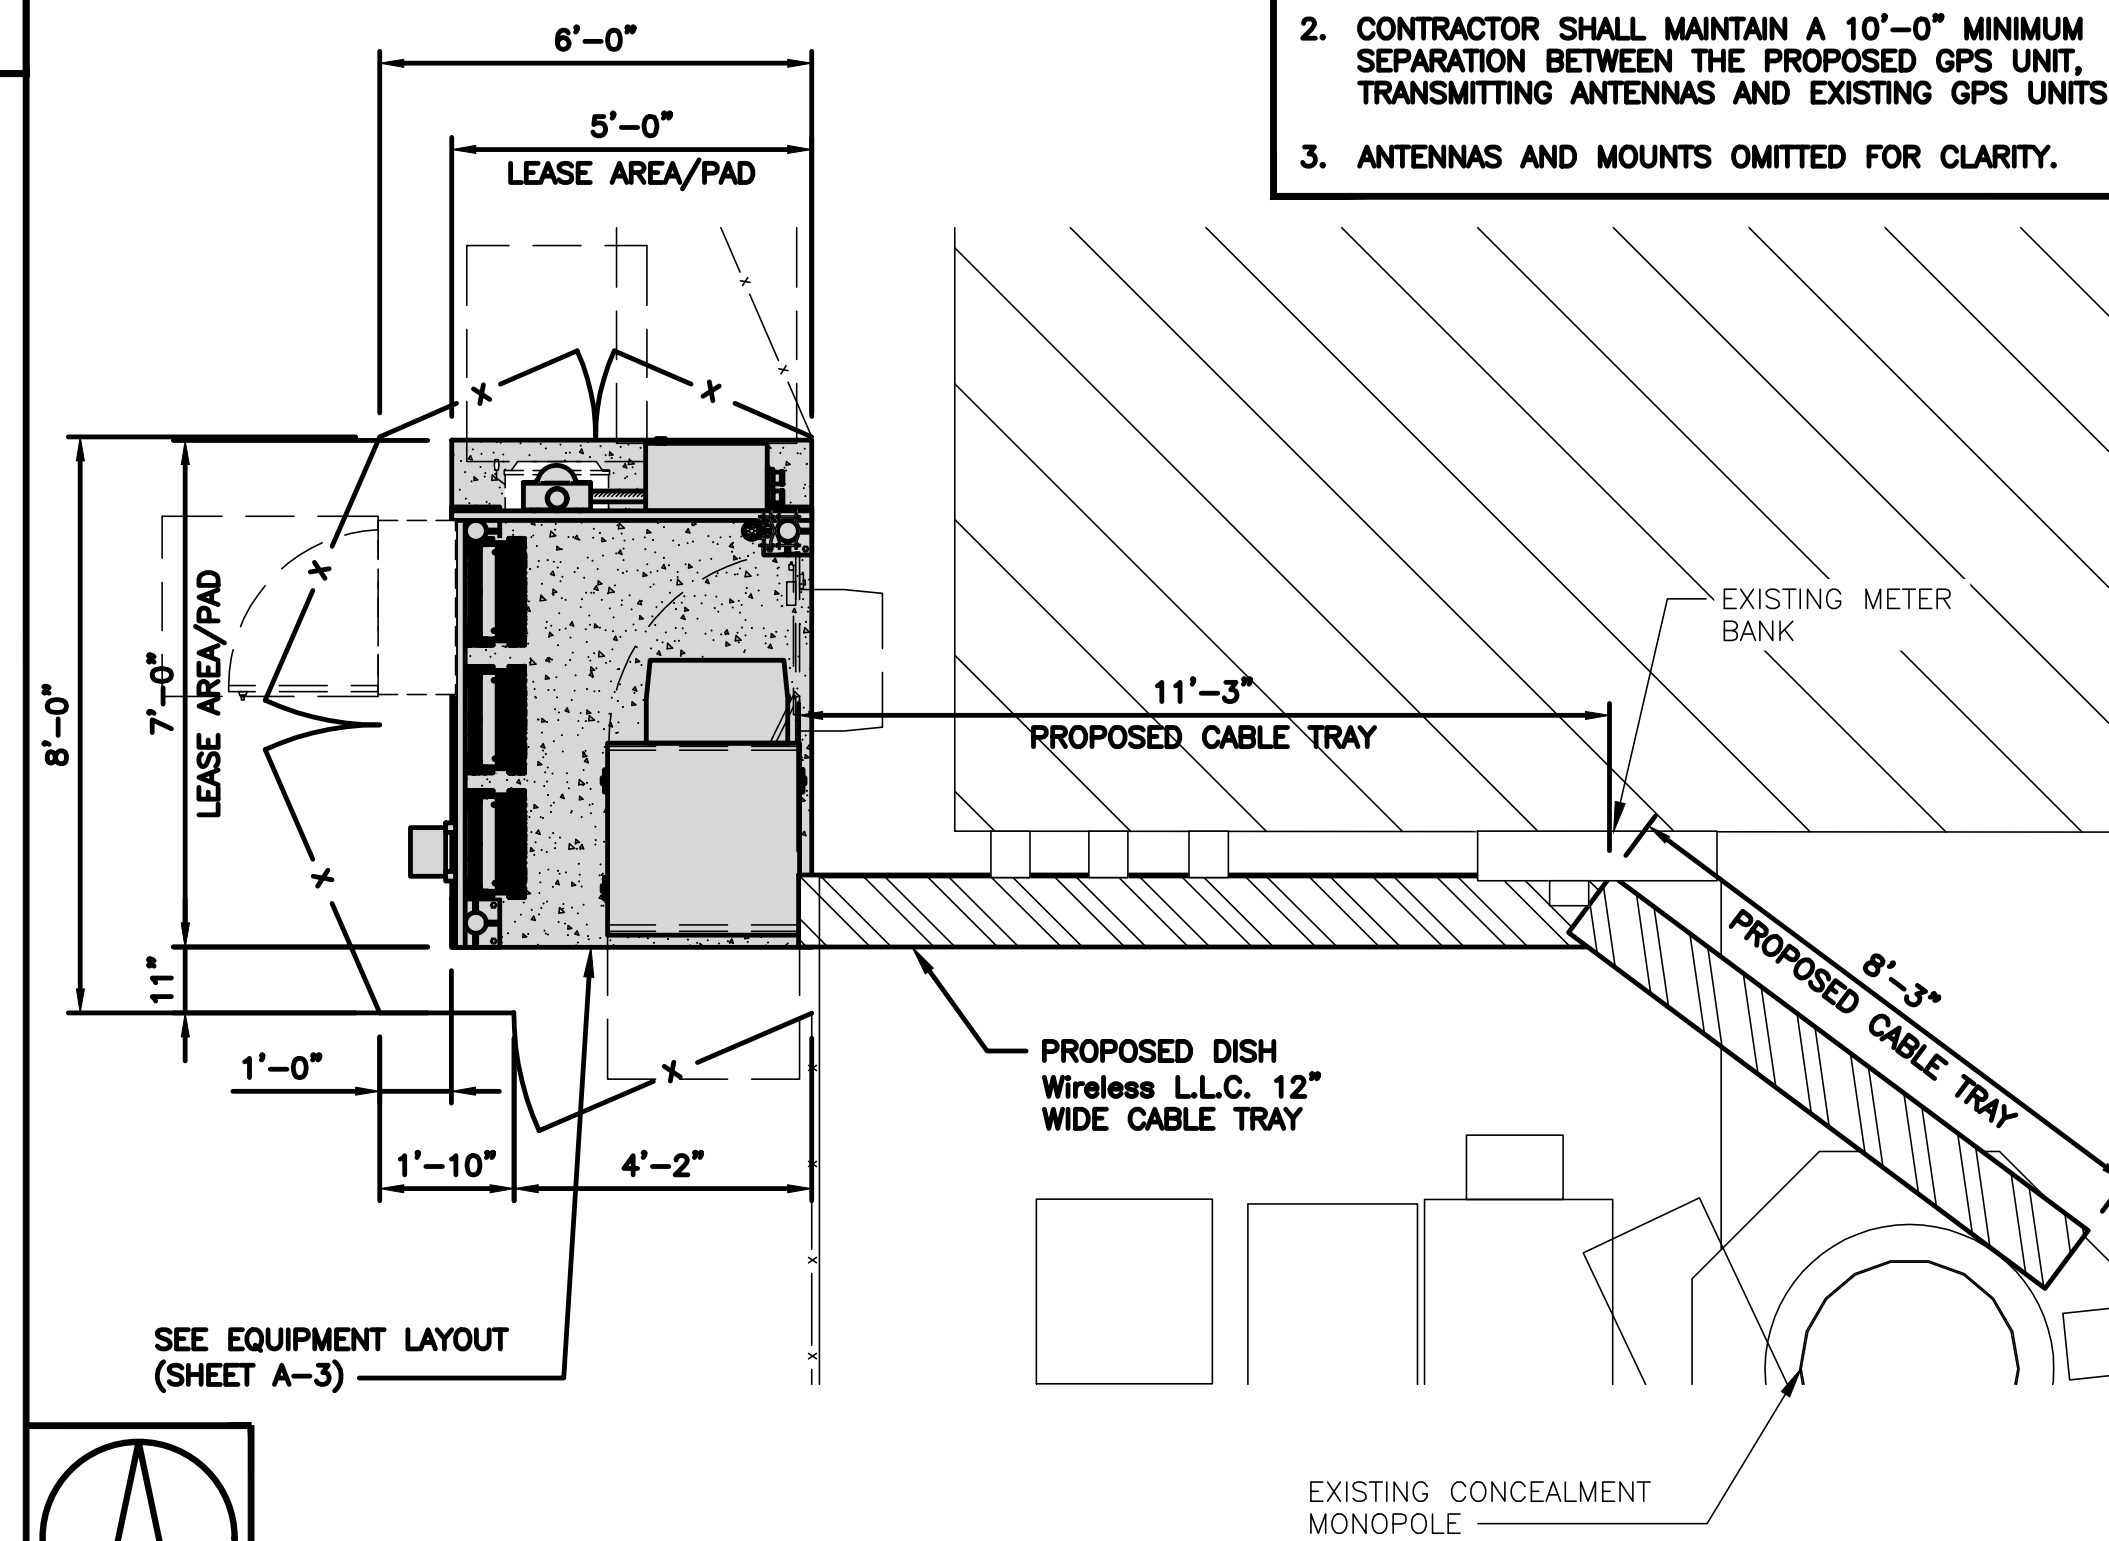 2. CONTRACTOR SHALL MAINTAIN A 10'-0" MINIMUM
SEPARATION BETWEEN THE PROPOSED GPS UNIT,
TRANSMITTING ANTENNAS AND EXISTING GPS UNITS
3. ANTENNAS AND MOUNTS OMITTED FOR CLARITY.
6'-0"
5'-0"
LEASE AREA/PAD
8'-0"
7'-0"
LEASE AREA/PAD
11"
1'-0"
1'-10"
4'-2"
11'-3"
PROPOSED CABLE TRAY
EXISTING METER
BANK
8'-3"
PROPOSED CABLE TRAY
PROPOSED DISH
Wireless L.L.C. 12"
WIDE CABLE TRAY
SEE EQUIPMENT LAYOUT
(SHEET A-3)
EXISTING CONCEALMENT
MONOPOLE